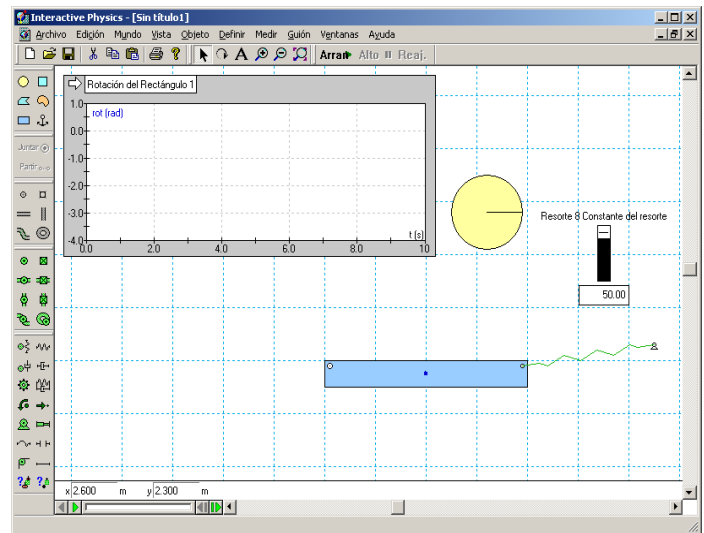 Interactive Physics - [Sin título1]
Archivo Edición Mundo Vista Objeto Definir Medir Guión Ventanas Ayuda
A Arran Alto II Reaj.
Juntar
Partir
Rotación del Rectángulo 1
rot (rad)
1.0
0.0
-1.0
-2.0
-3.0
-4.0
t (s)
0.0 2.0 4.0 6.0 8.0 10
Resorte 8 Constante del resorte
50.00
x 2.600 m y 2.300 m